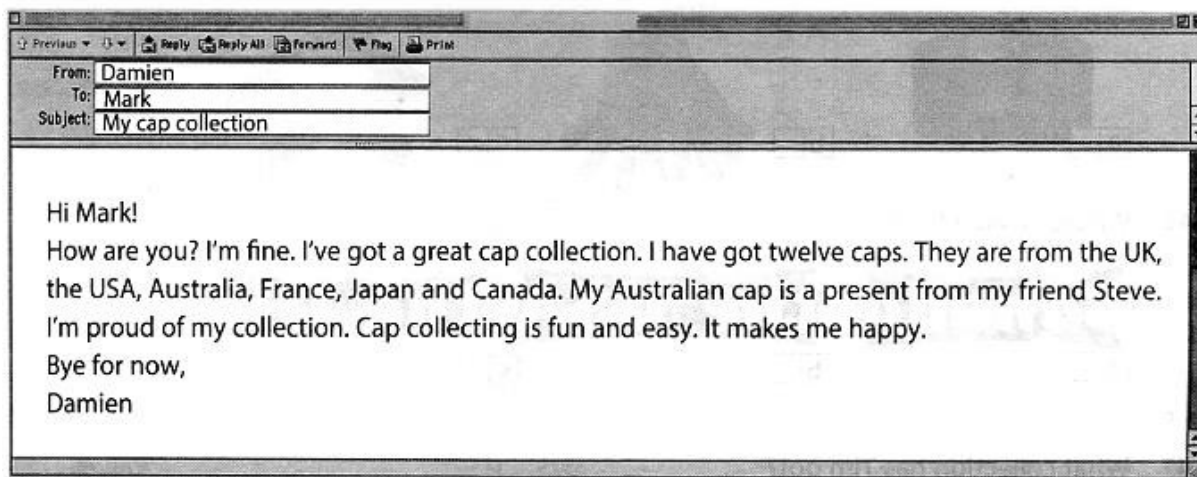 Previous Reply Reply All Forward Flag Print
From: Damien
To: Mark
Subject: My cap collection
Hi Mark!
How are you? I'm fine. I've got a great cap collection. I have got twelve caps. They are from the UK,
the USA, Australia, France, Japan and Canada. My Australian cap is a present from my friend Steve.
I'm proud of my collection. Cap collecting is fun and easy. It makes me happy.
Bye for now,
Damien